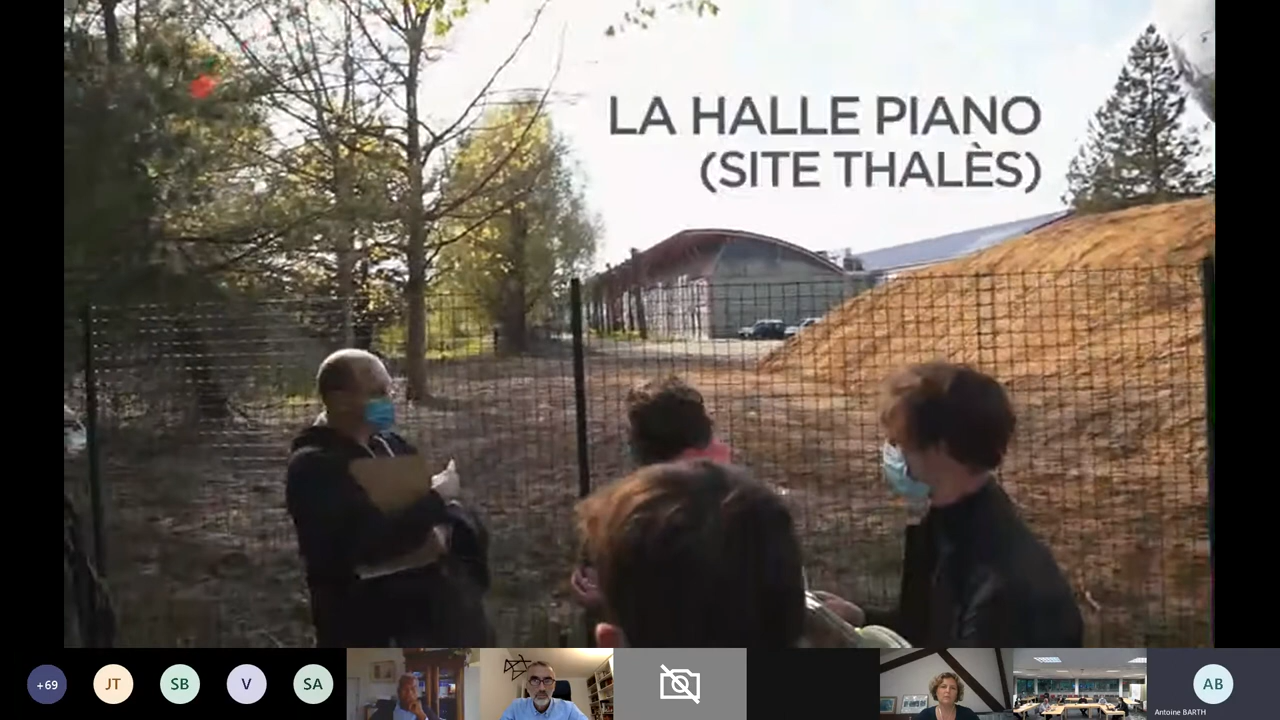 LA HALLE PIANO
(SITE THALÈS)
+69
JT
SB
V
SA
AB
Antoine BARTH